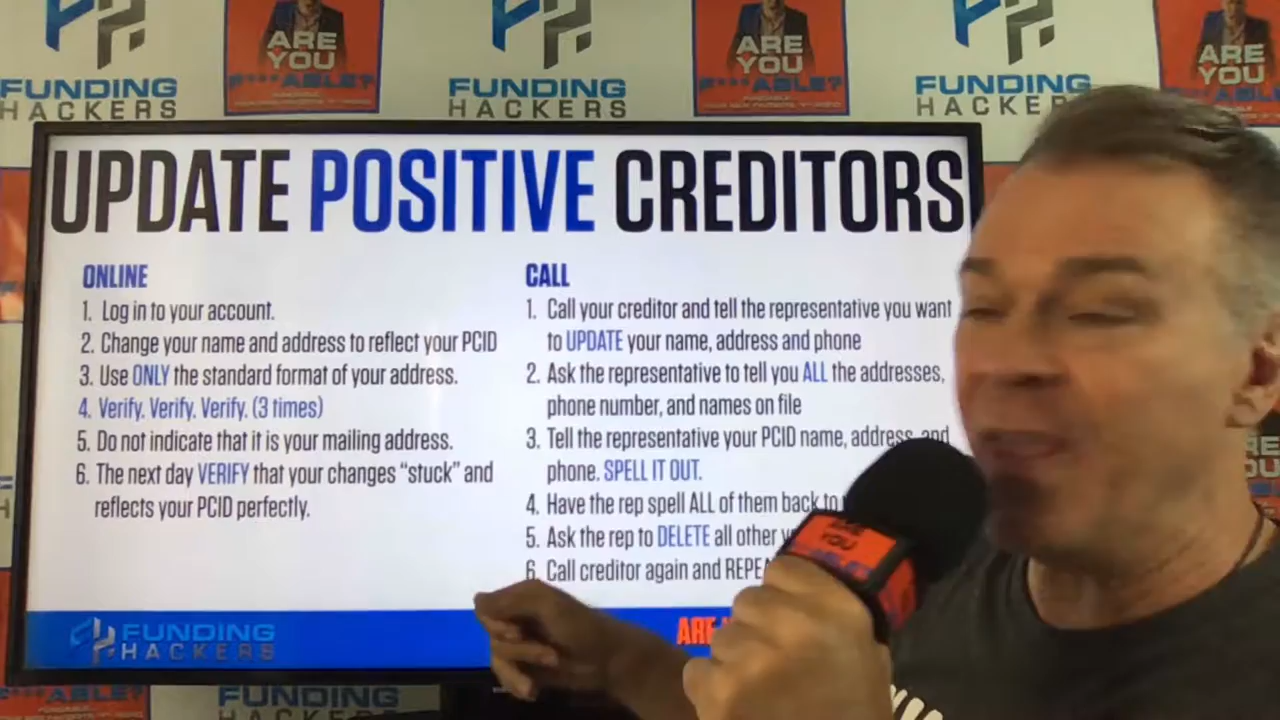 ARE
YOU
F***ABLE?
ARE
YOU
F***ABLE?
ARE
YOU
FUNDING
HACKERS
FUNDING
HACKERS
FUNDING
HACKERS
UPDATE POSITIVE CREDITORS
ONLINE
1. Log in to your account.
2. Change your name and address to reflect your PCID
3. Use ONLY the standard format of your address.
4. Verify. Verify. Verify. (3 times)
5. Do not indicate that it is your mailing address.
6. The next day VERIFY that your changes “stuck” and
reflects your PCID perfectly.
CALL
1. Call your creditor and tell the representative you want
to UPDATE your name, address and phone
2. Ask the representative to tell you ALL the addresses,
phone number, and names on file
3. Tell the representative your PCID name, address, and
phone. SPELL IT OUT.
4. Have the rep spell ALL of them back to
5. Ask the rep to DELETE all other
6. Call creditor again and
ARE
YOU
FUNDING
HACKERS
FUNDING
HACKERS